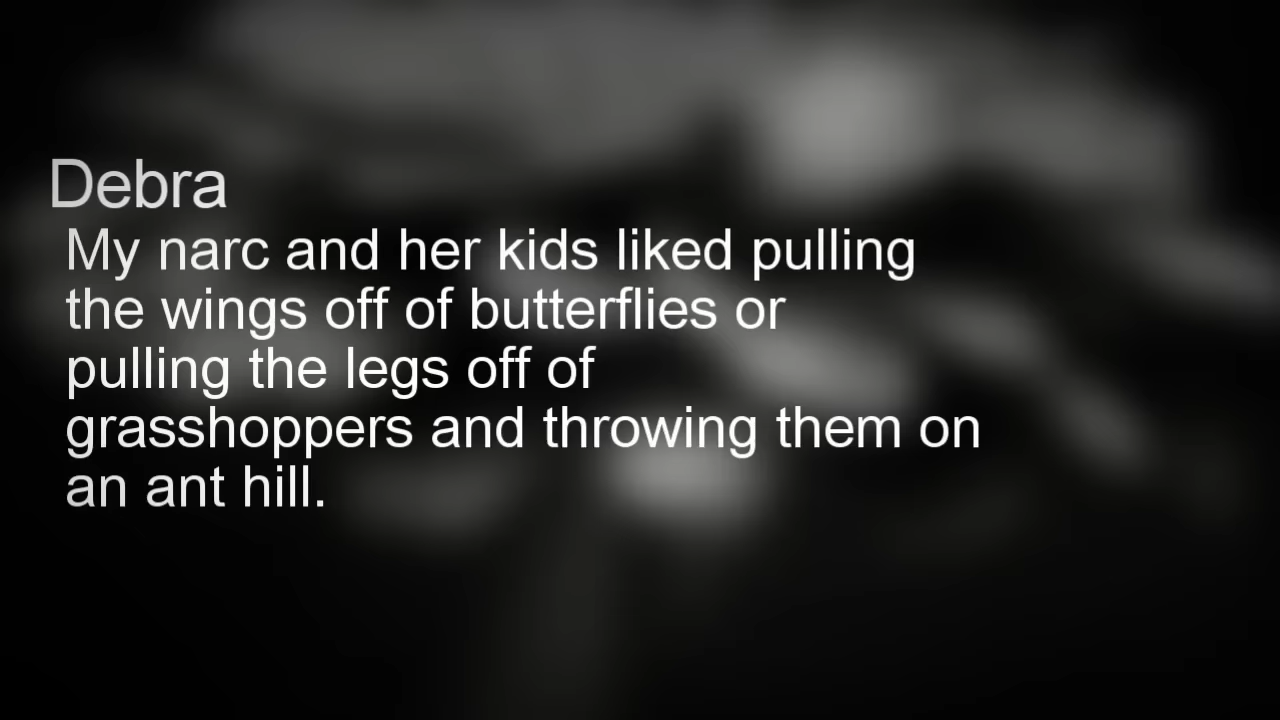 Debra
My narc and her kids liked pulling
the wings off of butterflies or
pulling the legs off of
grasshoppers and throwing them on
an ant hill.